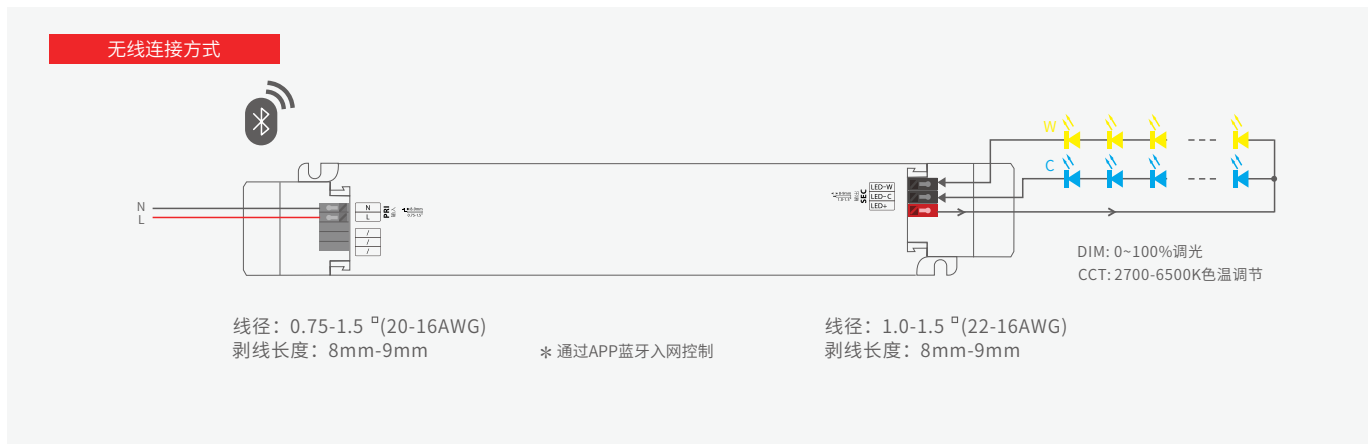 无线连接方式
W
C
N
L
N
L
PRI
/
/
/
SEC
LED-W
LED-C
LED+
DIM: 0~100%调光
CCT: 2700-6500K色温调节
线径：0.75-1.5 □(20-16AWG)
剥线长度：8mm-9mm
* 通过APP蓝牙入网控制
线径：1.0-1.5 □(22-16AWG)
剥线长度：8mm-9mm